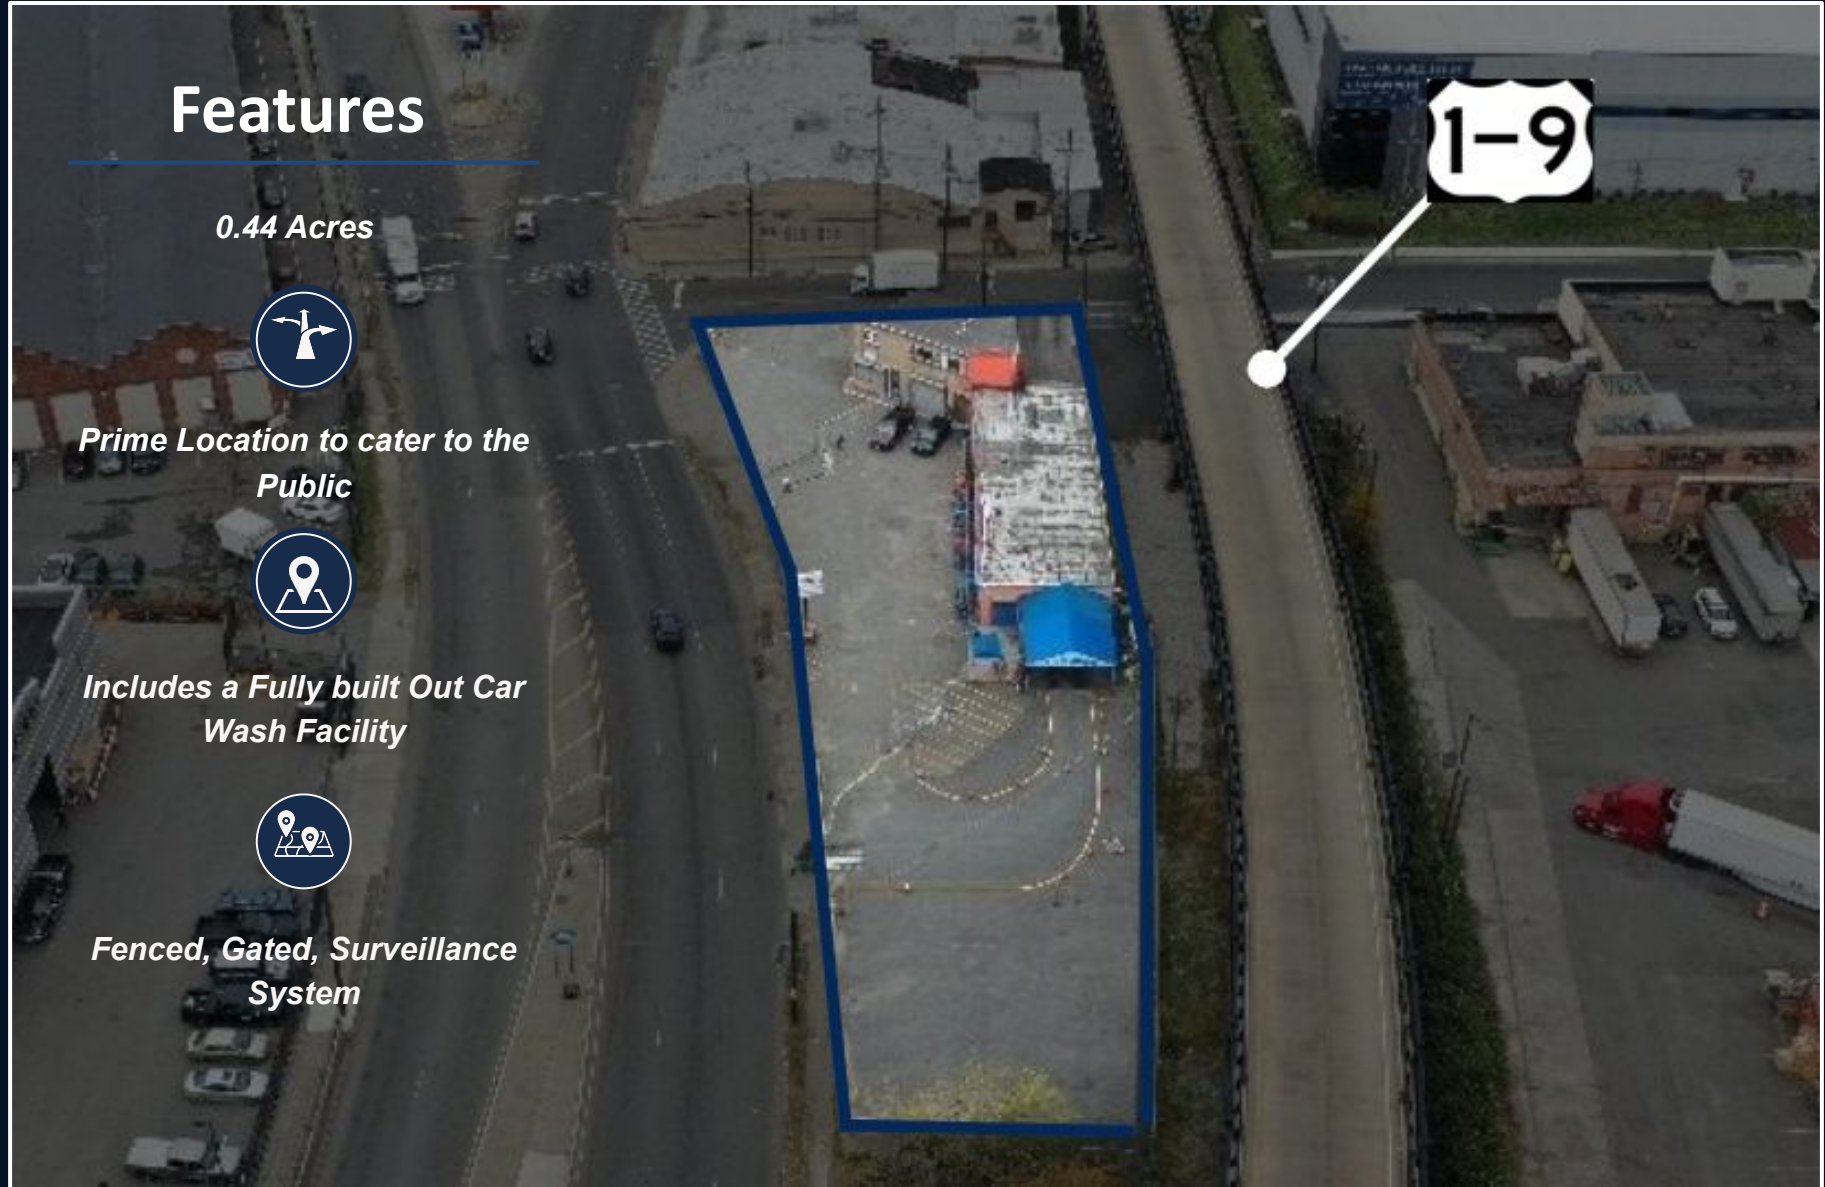 Features
0.44 Acres
Prime Location to cater to the
Public
Includes a Fully built Out Car
Wash Facility
Fenced, Gated, Surveillance
System
1-9